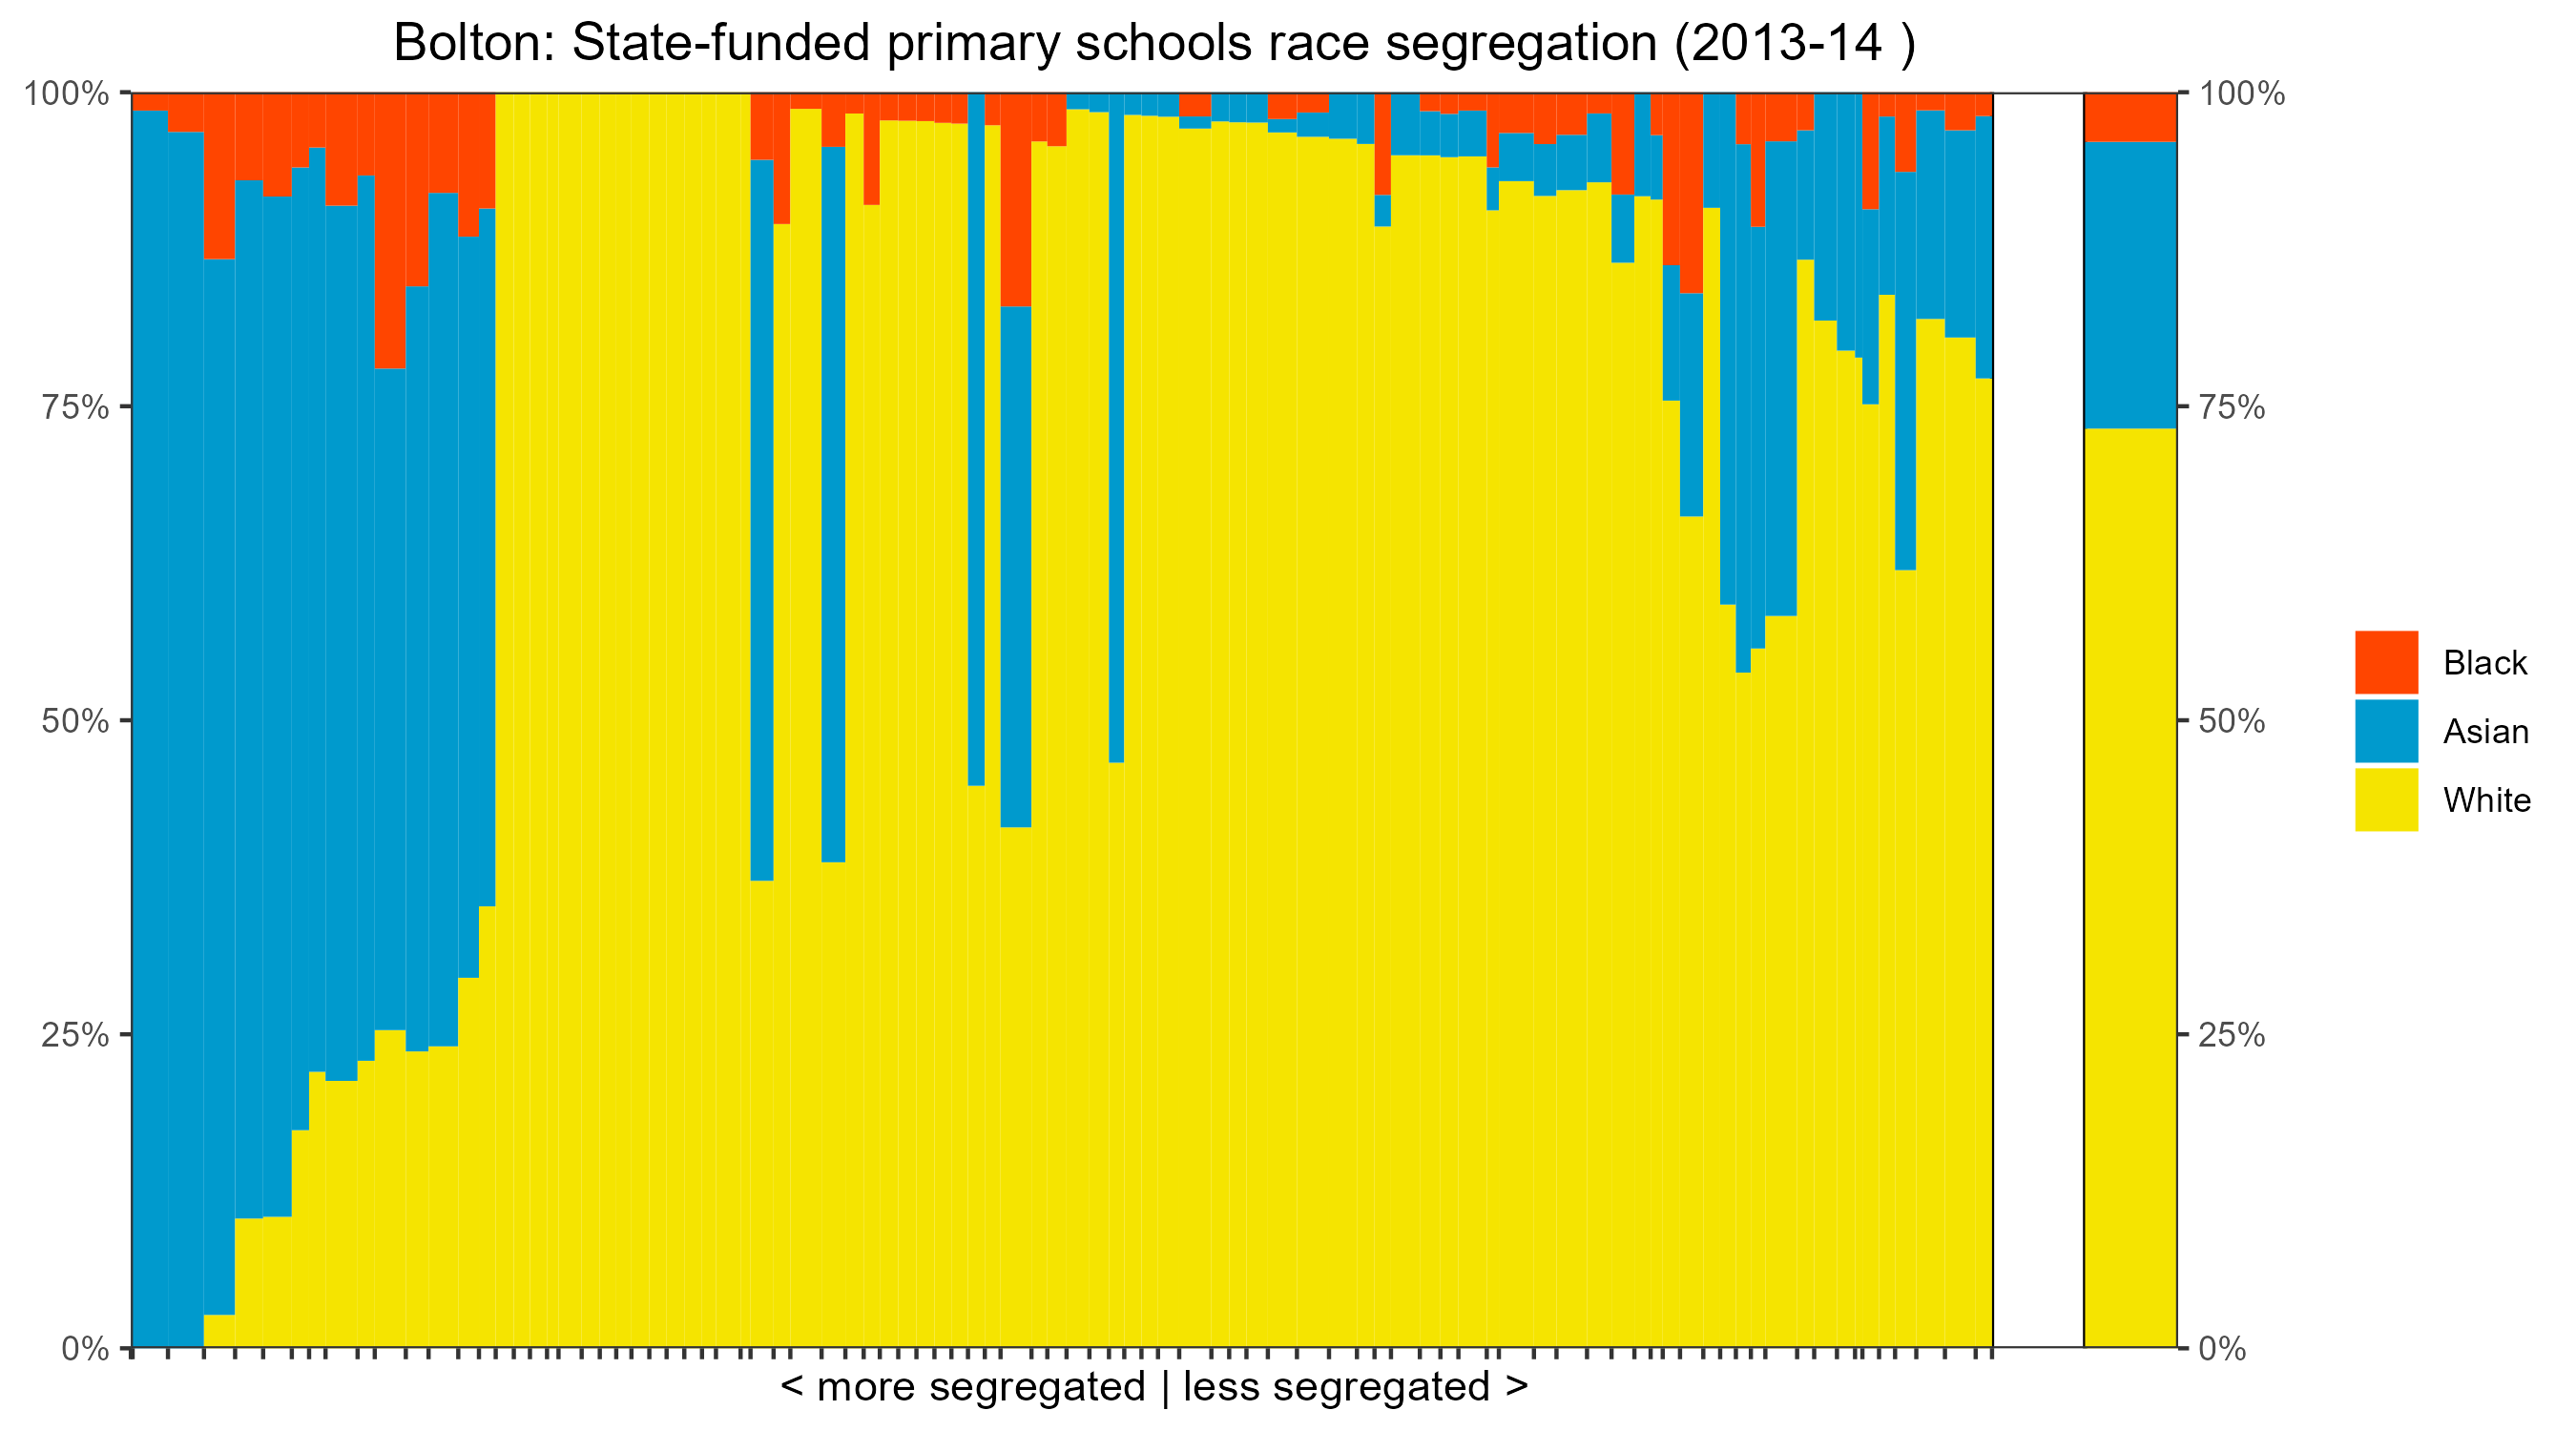 Bolton: State-funded primary schools race segregation (2013-14 )
100%
75%
50%
25%
0%
100%
75%
50%
25%
0%
Black
Asian
White
< more segregated | less segregated >